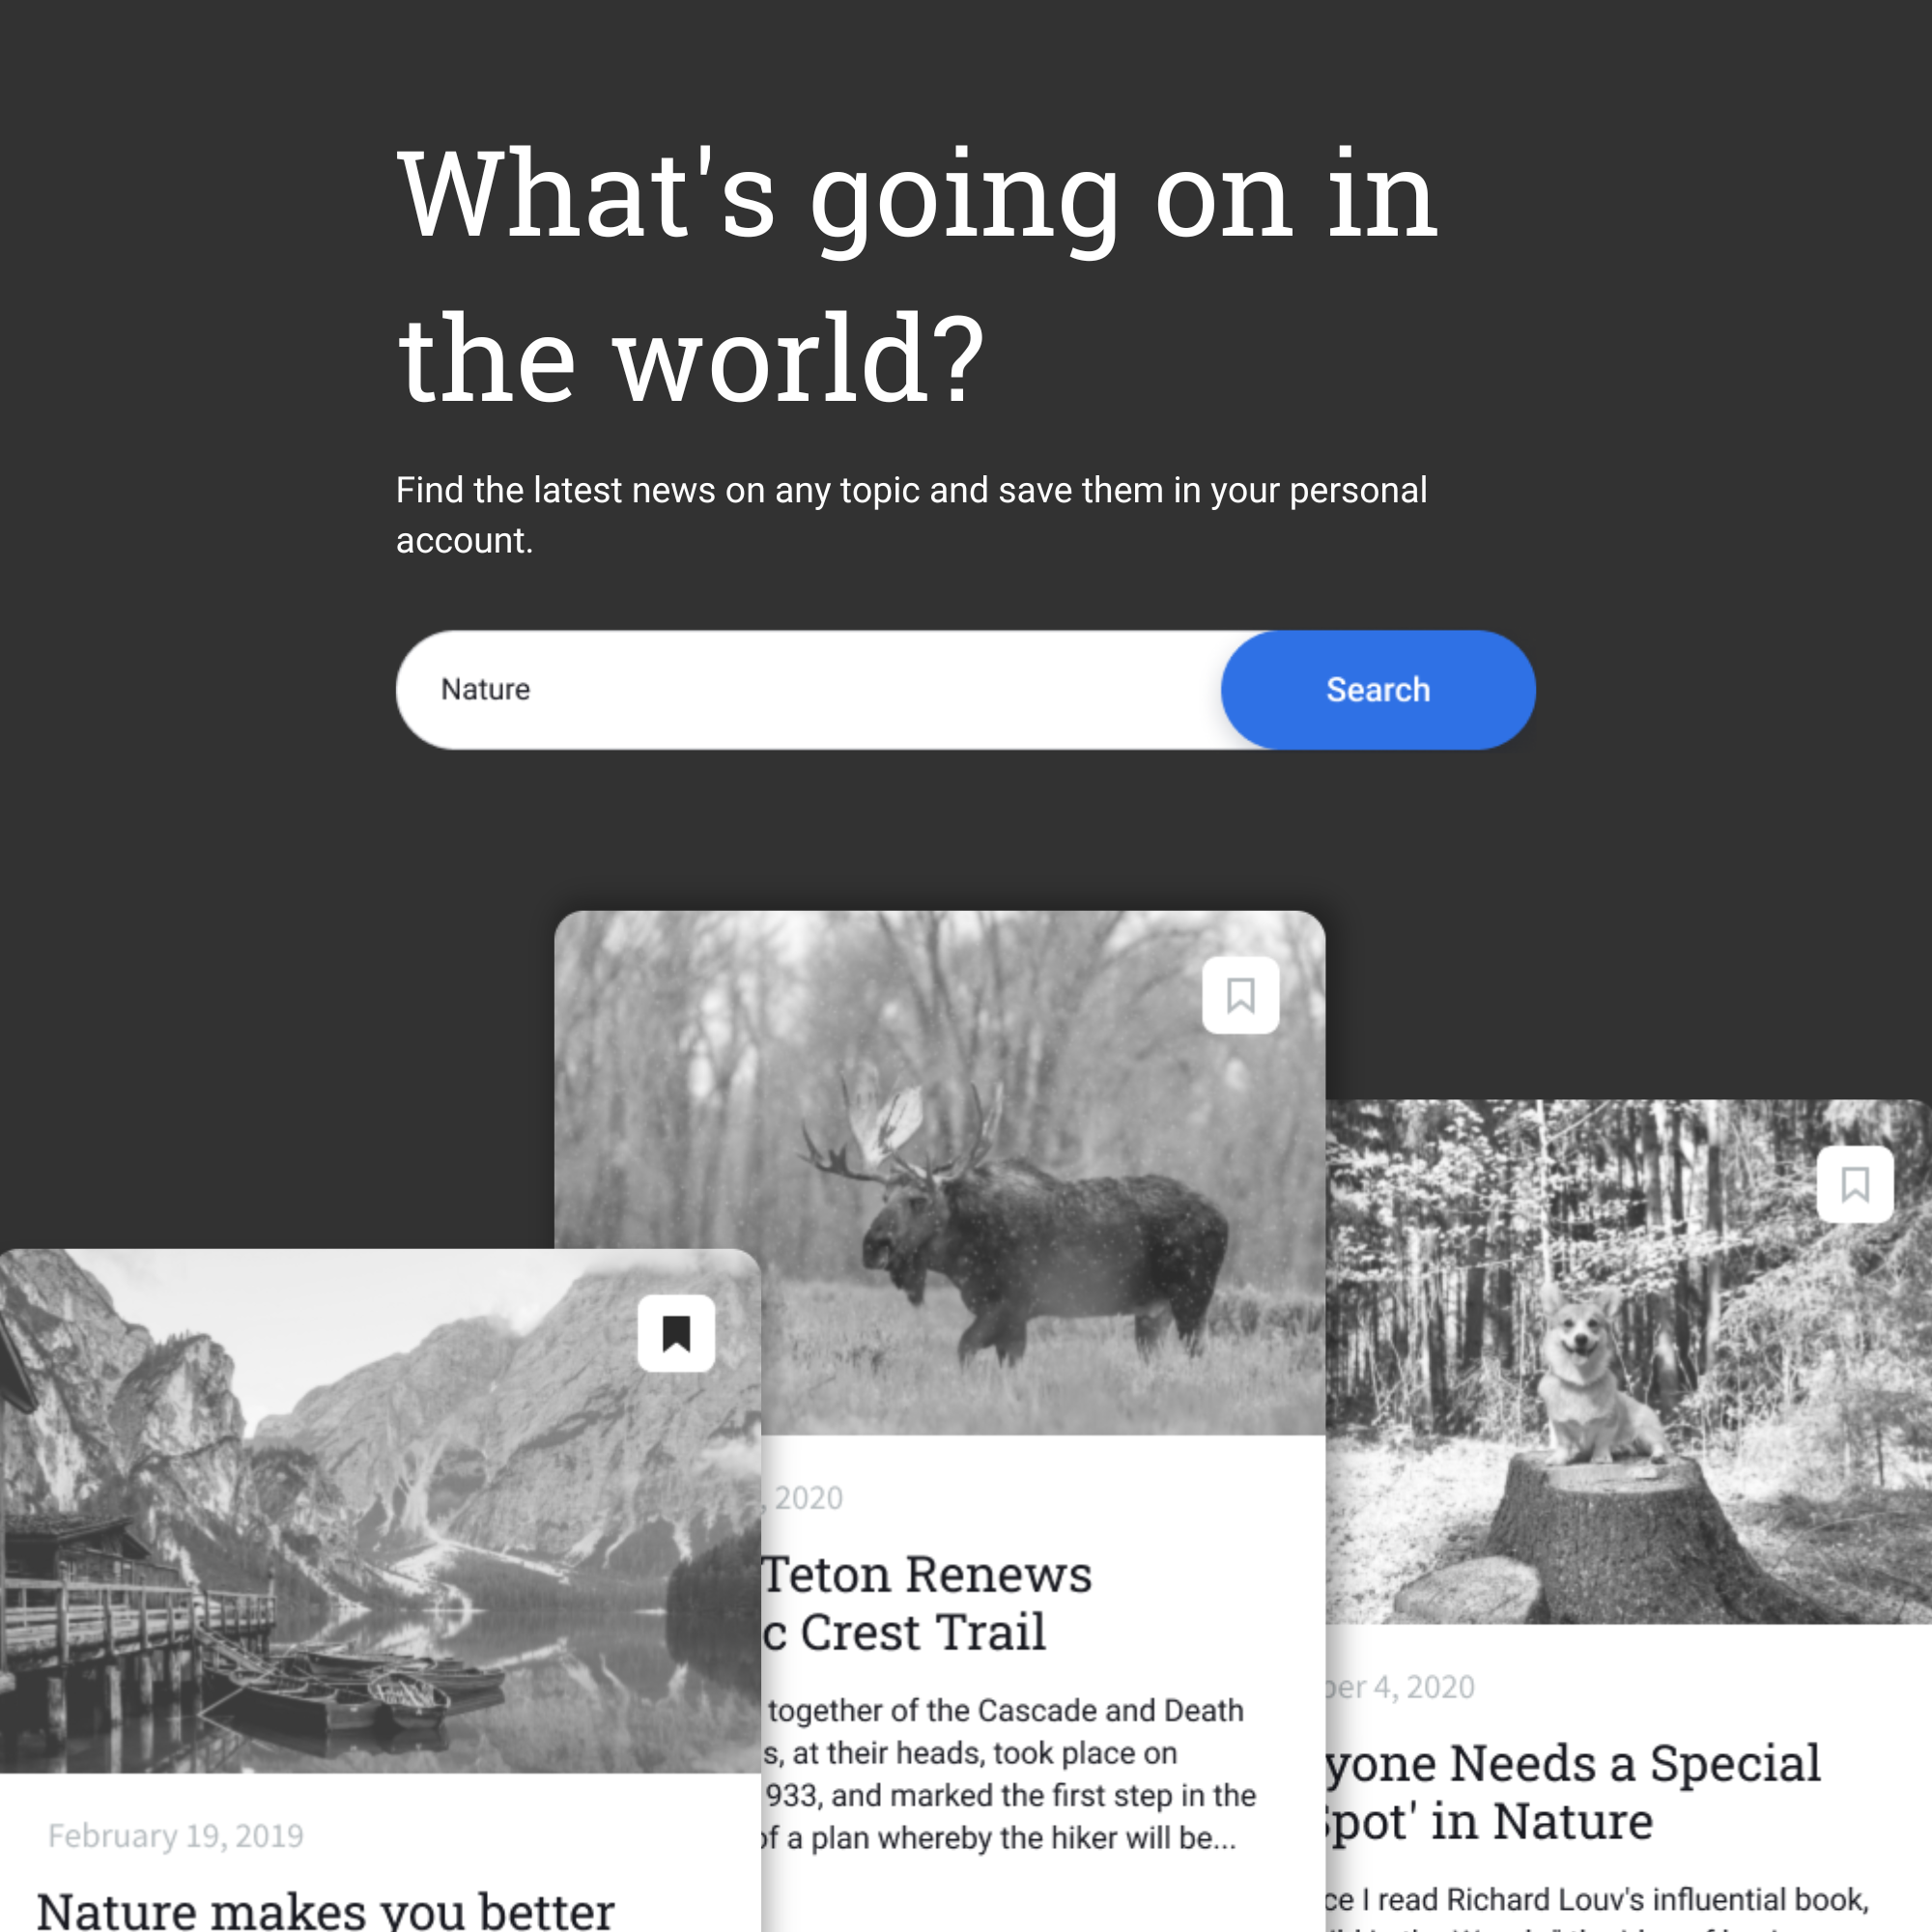 What's going on in
the world?
Find the latest news on any topic and save them in your personal
account.
Nature
Search
, 2020
Teton Renews
c Crest Trail
together of the Cascade and Death
s, at their heads, took place on
933, and marked the first step in the
of a plan whereby the hiker will be...
ber 4, 2020
yone Needs a Special
Spot' in Nature
ce I read Richard Louv's influential book,
February 19, 2019
Nature makes you better